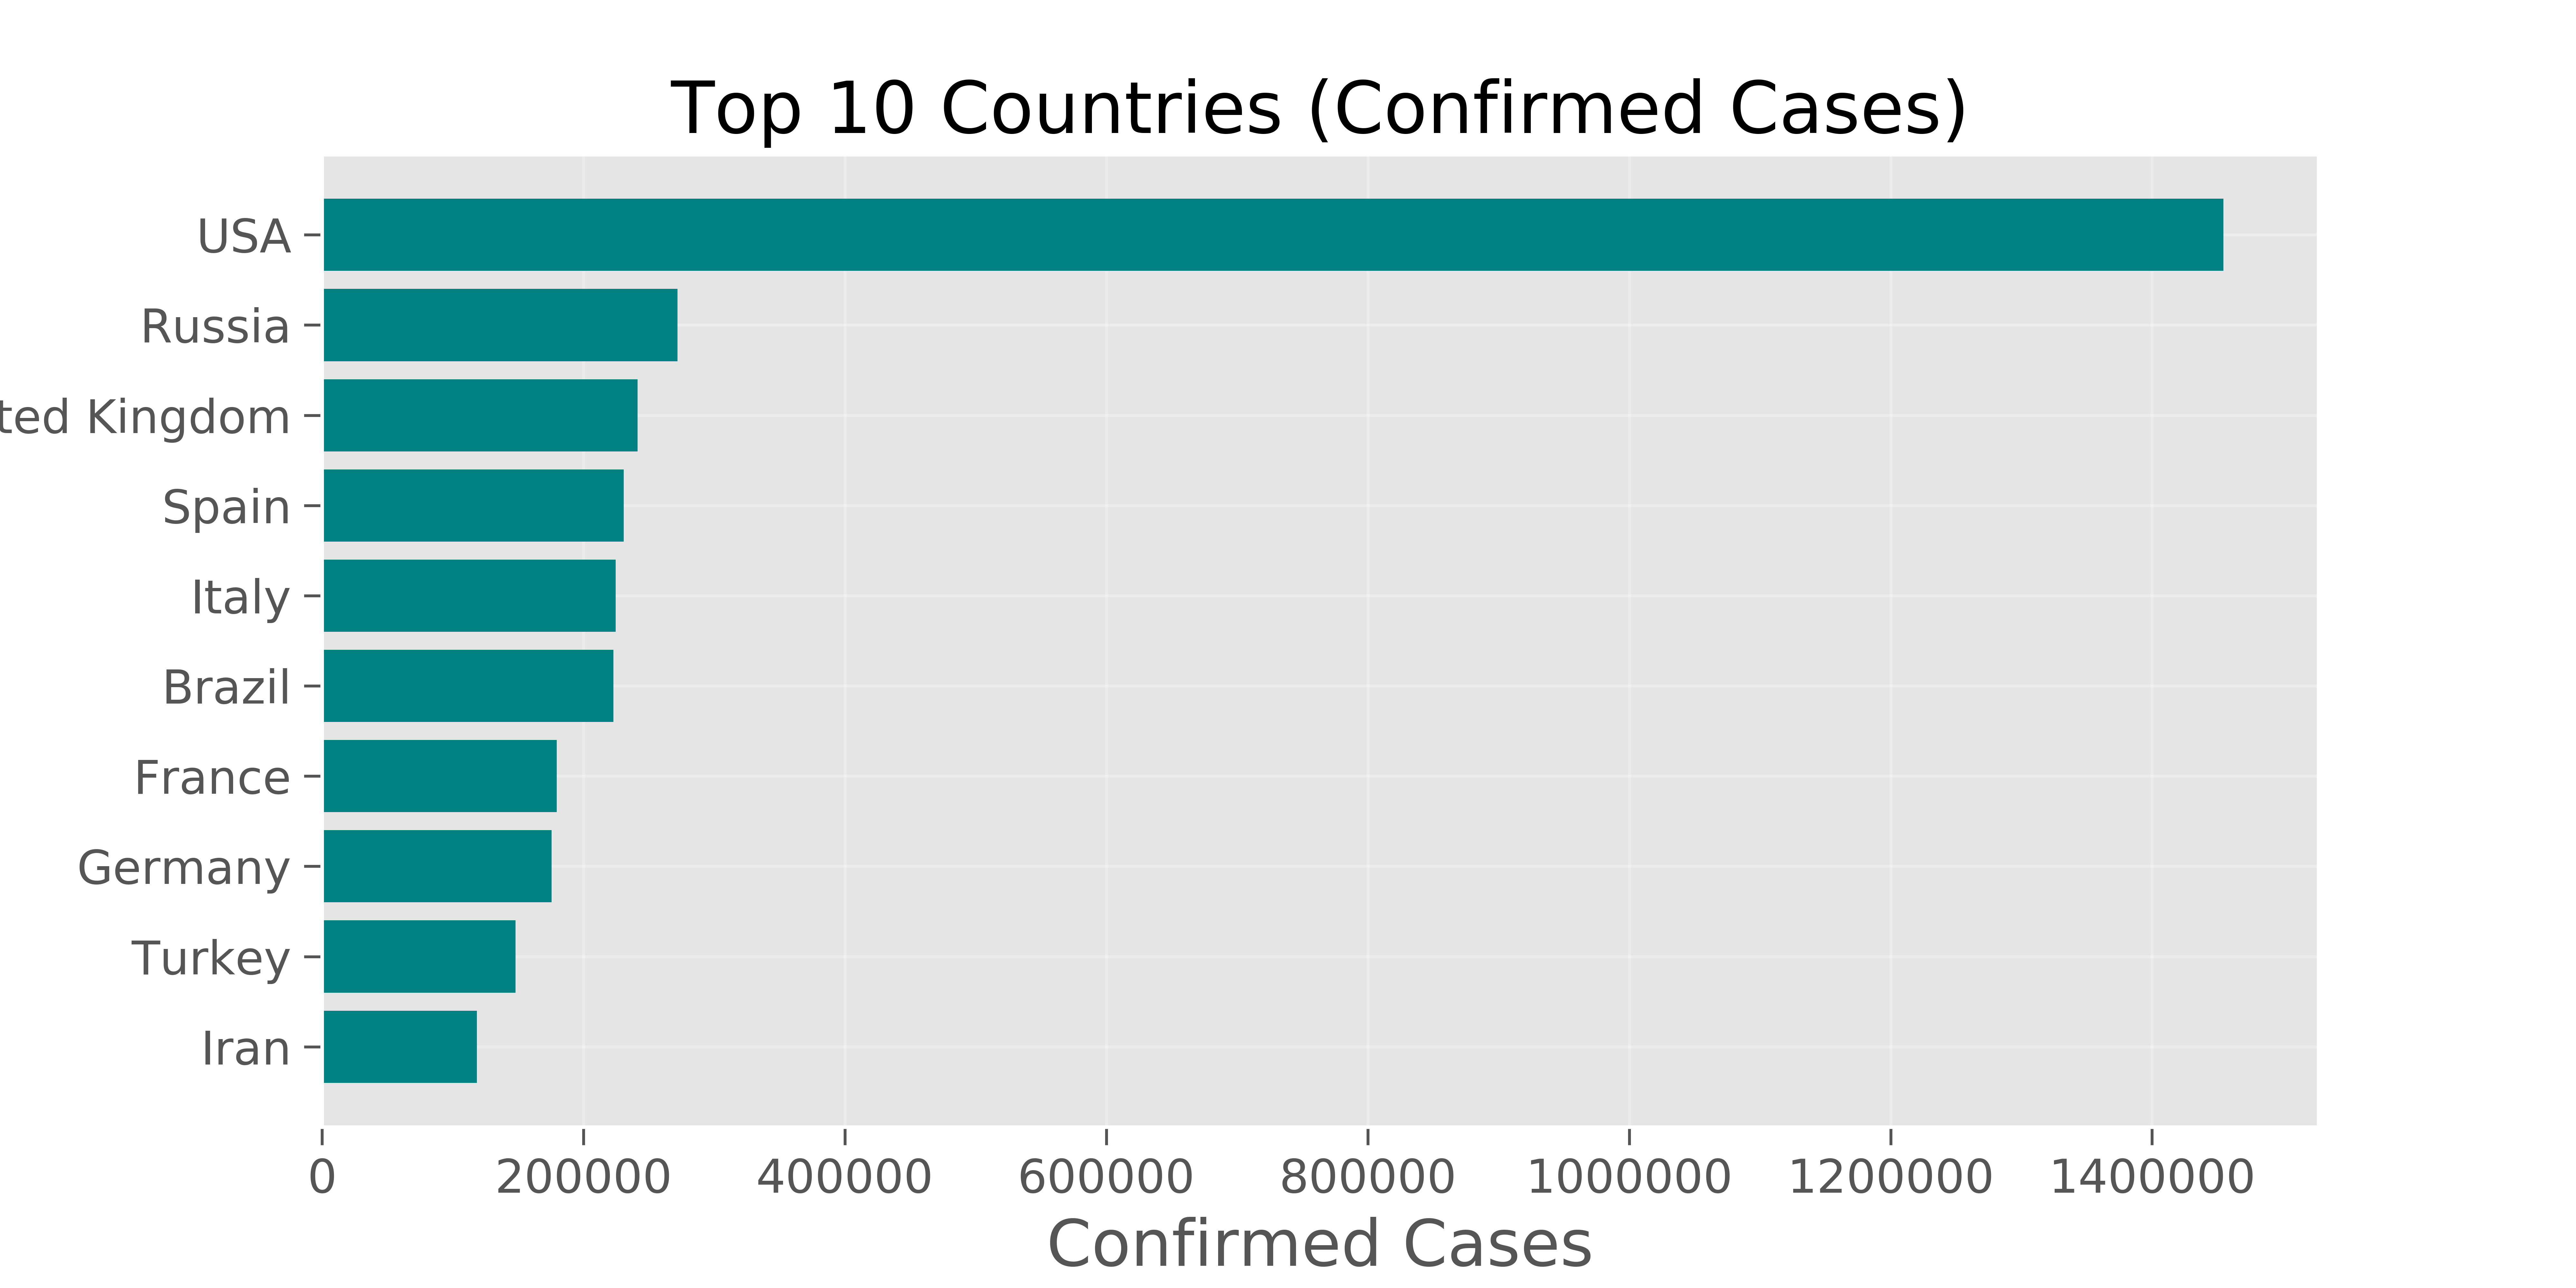 Top 10 Countries (Confirmed Cases)
USA
Russia
ted Kingdom
Spain
Italy
Brazil
France
Germany
Turkey
Iran
0 200000 400000 600000 800000 1000000 1200000 1400000
Confirmed Cases